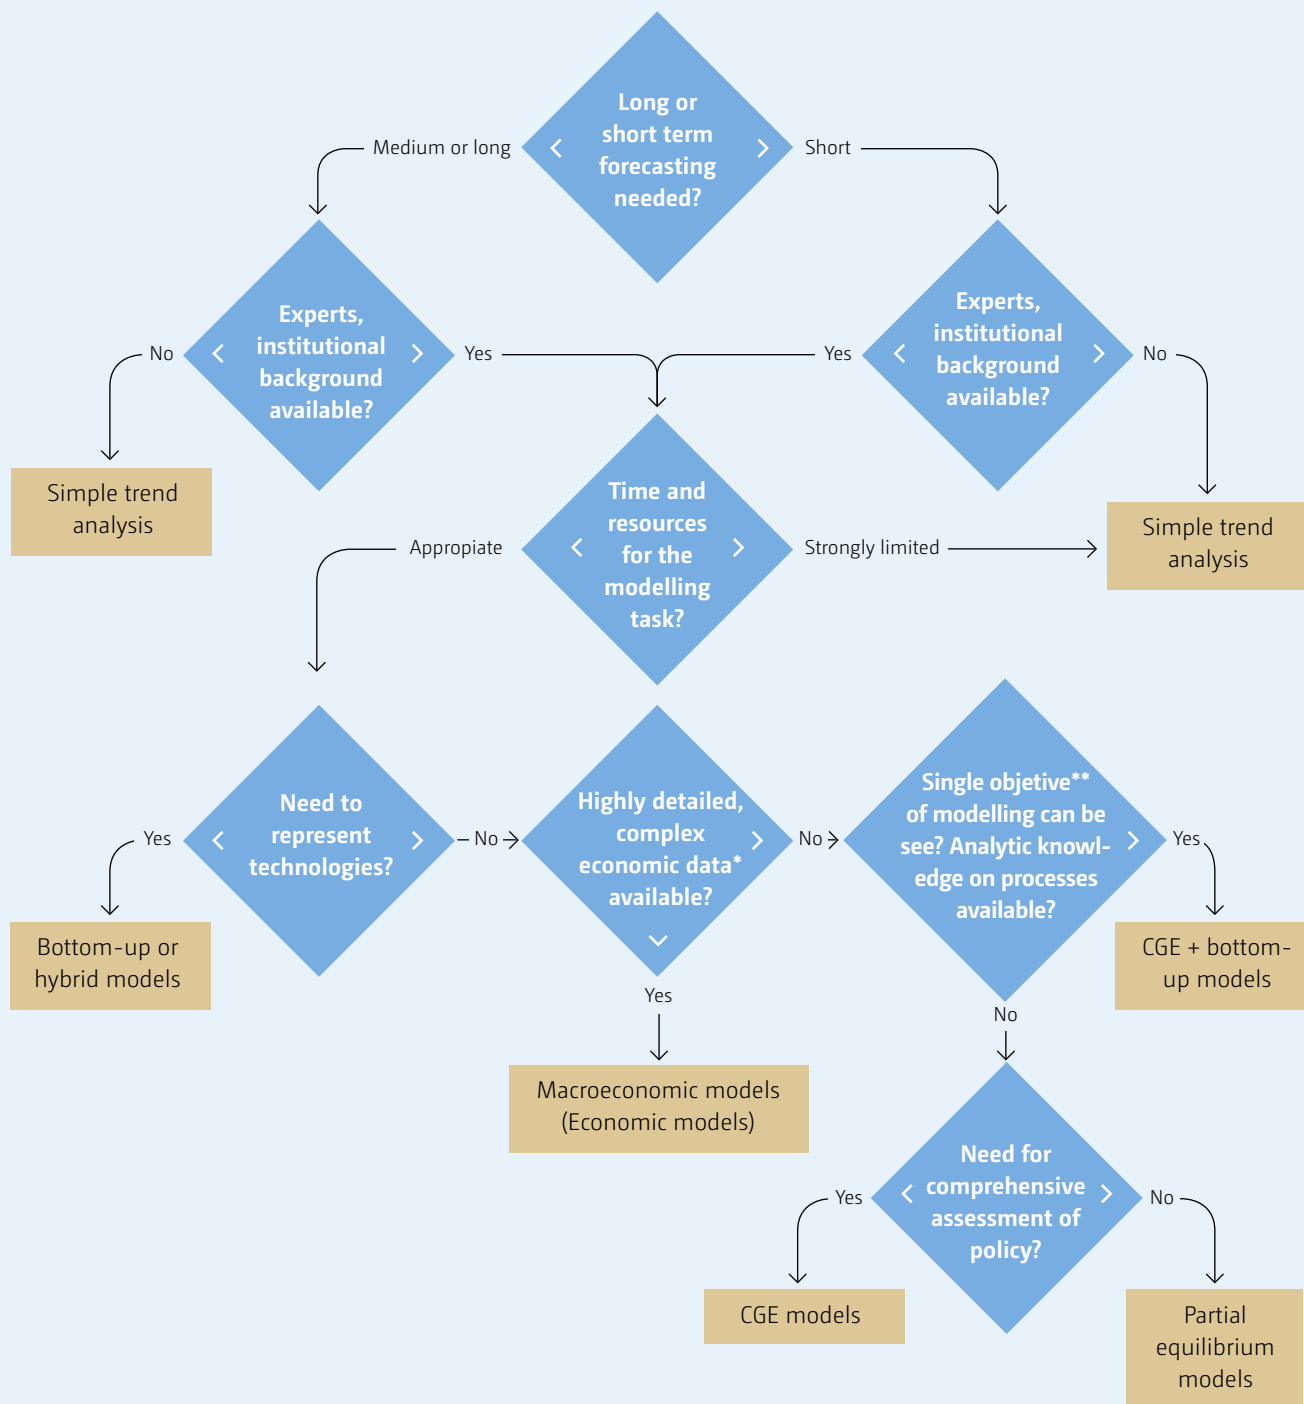 Long or
short term
forecasting
needed?
Medium or long
Short
Experts,
institutional
background
available?
Experts,
institutional
background
available?
No
Yes
Yes
No
Simple trend
analysis
Time and
resources
for the
modelling
task?
Simple trend
analysis
Appropiate
Strongly limited
Need to
represent
technologies?
Highly detailed,
complex
economic data*
available?
Single objetive**
of modelling can be
see? Analytic knowl-
edge on processes
available?
Yes
No
No
Yes
Bottom-up or
hybrid models
CGE + bottom-
up models
Yes
No
Macroeconomic models
(Economic models)
Need for
comprehensive
assessment of
policy?
Yes
No
CGE models
Partial
equilibrium
models